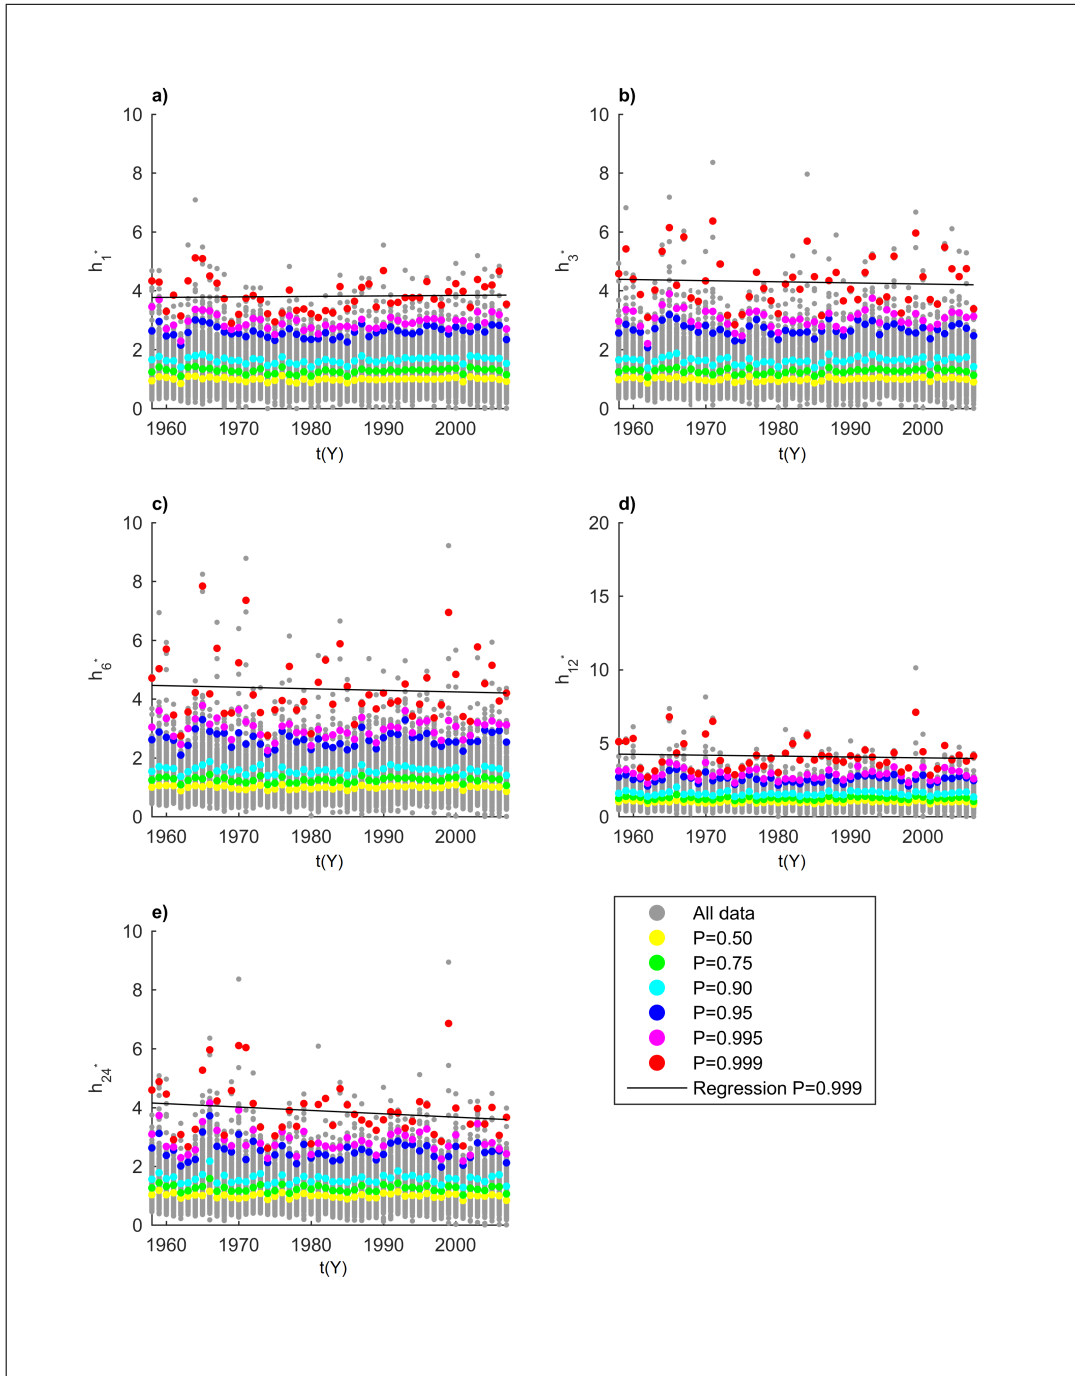 a)
10
8
6
4
2
0
h1*
1960 1970 1980 1990 2000
t(Y)
b)
10
8
6
4
2
0
h3*
1960 1970 1980 1990 2000
t(Y)
c)
10
8
6
4
2
0
h6*
1960 1970 1980 1990 2000
t(Y)
d)
20
15
10
5
0
h12*
1960 1970 1980 1990 2000
t(Y)
e)
10
8
6
4
2
0
h24*
1960 1970 1980 1990 2000
t(Y)
All data
P=0.50
P=0.75
P=0.90
P=0.95
P=0.995
P=0.999
Regression P=0.999